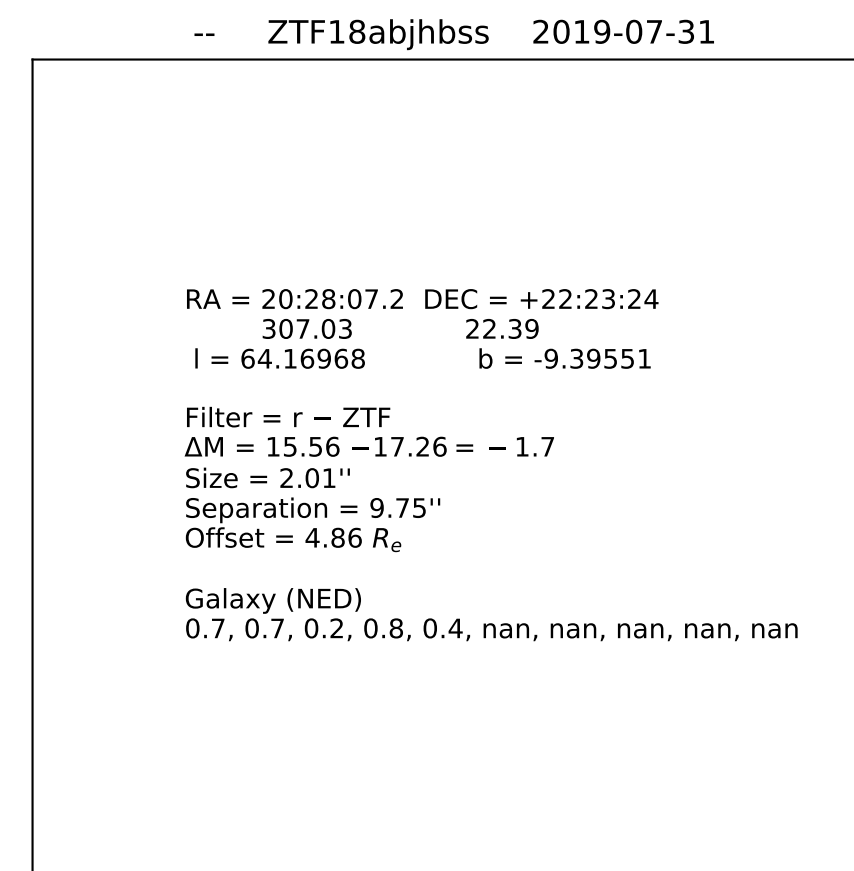 -- ZTF18abjhbss 2019-07-31
RA = 20:28:07.2 DEC = +22:23:24
307.03 22.39
l = 64.16968 b = -9.39551
Filter = r − ZTF
ΔM = 15.56 −17.26 = − 1.7
Size = 2.01''
Separation = 9.75''
Offset = 4.86 Re
Galaxy (NED)
0.7, 0.7, 0.2, 0.8, 0.4, nan, nan, nan, nan, nan